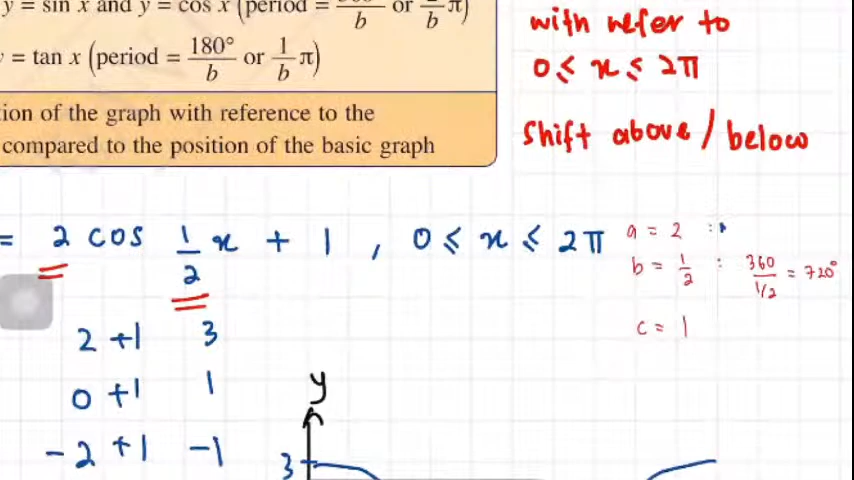 y = sin x and y = cos x (period = 360°/b or 2/b π)
= tan x (period = 180°/b or 1/b π)
ion of the graph with reference to the
compared to the position of the basic graph
with refer to
0 ≤ x ≤ 2π
shift above / below
= 2 cos 1/2 x + 1 , 0 ≤ x ≤ 2π
a = 2 :
b = 1/2 : 360/1/2 = 720°
c = 1
2 +1 3
0 +1 1
-2 +1 -1
y
3